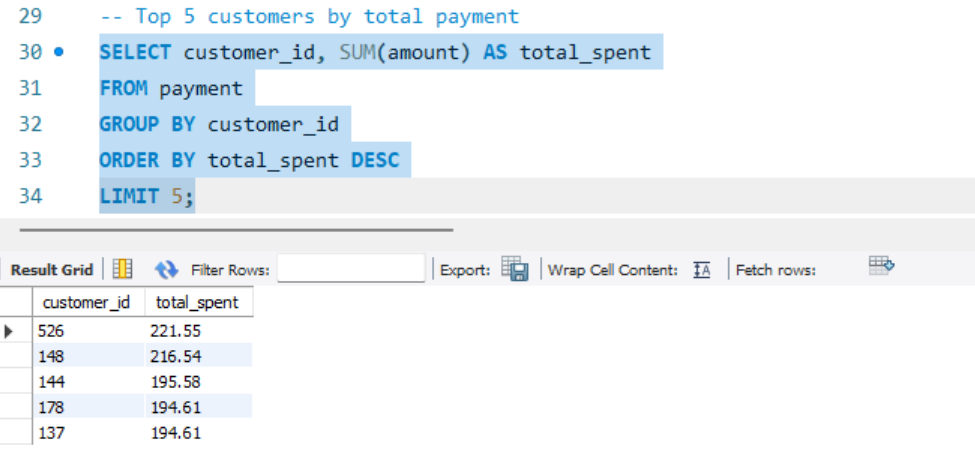 29 -- Top 5 customers by total payment
30 SELECT customer_id, SUM(amount) AS total_spent
31 FROM payment
32 GROUP BY customer_id
33 ORDER BY total_spent DESC
34 LIMIT 5;
Result Grid Filter Rows: Export: Wrap Cell Content: IA Fetch rows:
customer_id total_spent
526 221.55
148 216.54
144 195.58
178 194.61
137 194.61